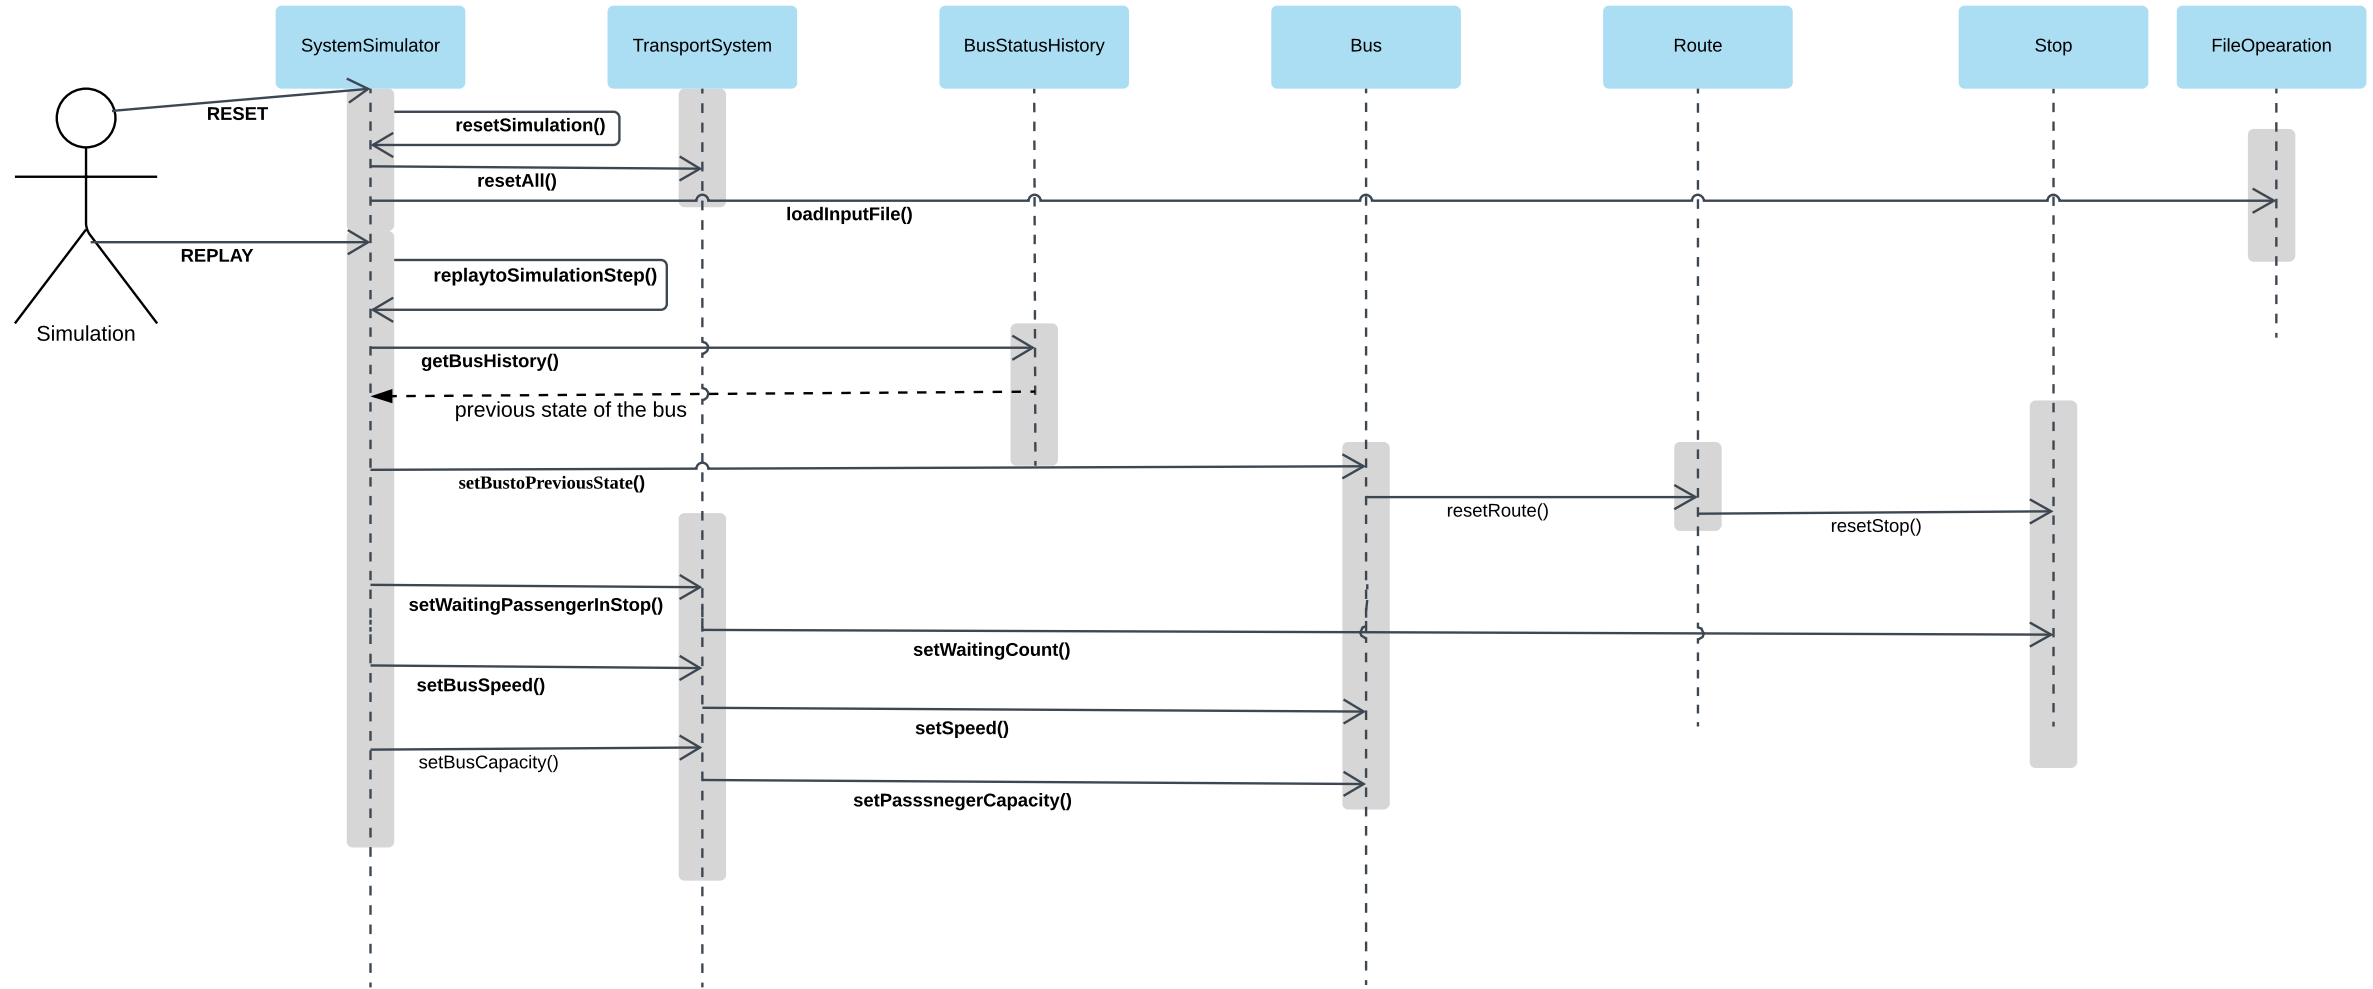 SystemSimulator
TransportSystem
BusStatusHistory
Bus
Route
Stop
FileOpearation
RESET
resetSimulation()
resetAll()
loadInputFile()
REPLAY
replaytoSimulationStep()
Simulation
getBusHistory()
previous state of the bus
setBustoPreviousState()
resetRoute()
resetStop()
setWaitingPassengerInStop()
setWaitingCount()
setBusSpeed()
setSpeed()
setBusCapacity()
setPasssnegerCapacity()